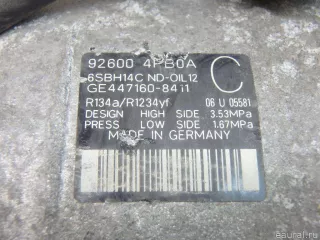 92600 4PB0A
6SBH14C ND-OIL12
C
GE447160-8411
R134a/R1234yf 06 U 05581
DESIGN HIGH SIDE 3.53MPa
PRESS LOW SIDE 1.67MPa
MADE IN GERMANY